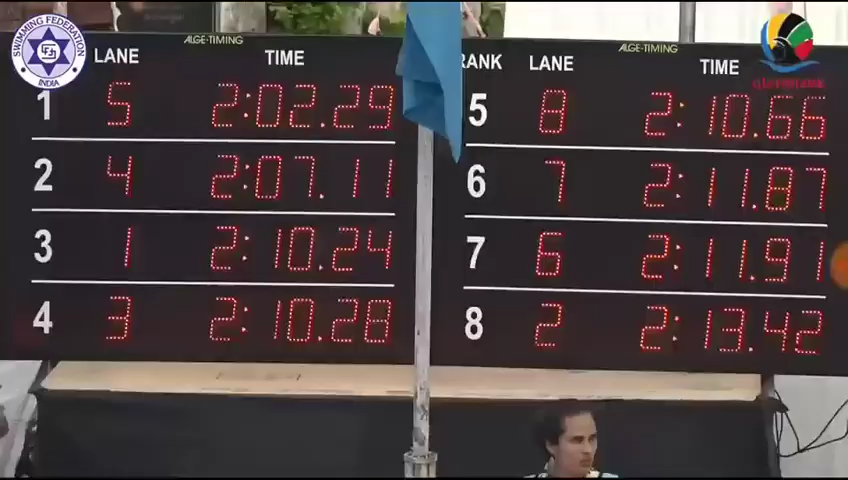 SWIMMING FEDERATION
INDIA
ALGE-TIMING
LANE TIME
1 5 2:02.29
2 4 2:07.11
3 1 2:10.24
4 3 2:10.28
ALGE-TIMING
RANK LANE TIME
5 8 2:10.66
6 7 2:11.87
7 6 2:11.91
8 2 2:13.42